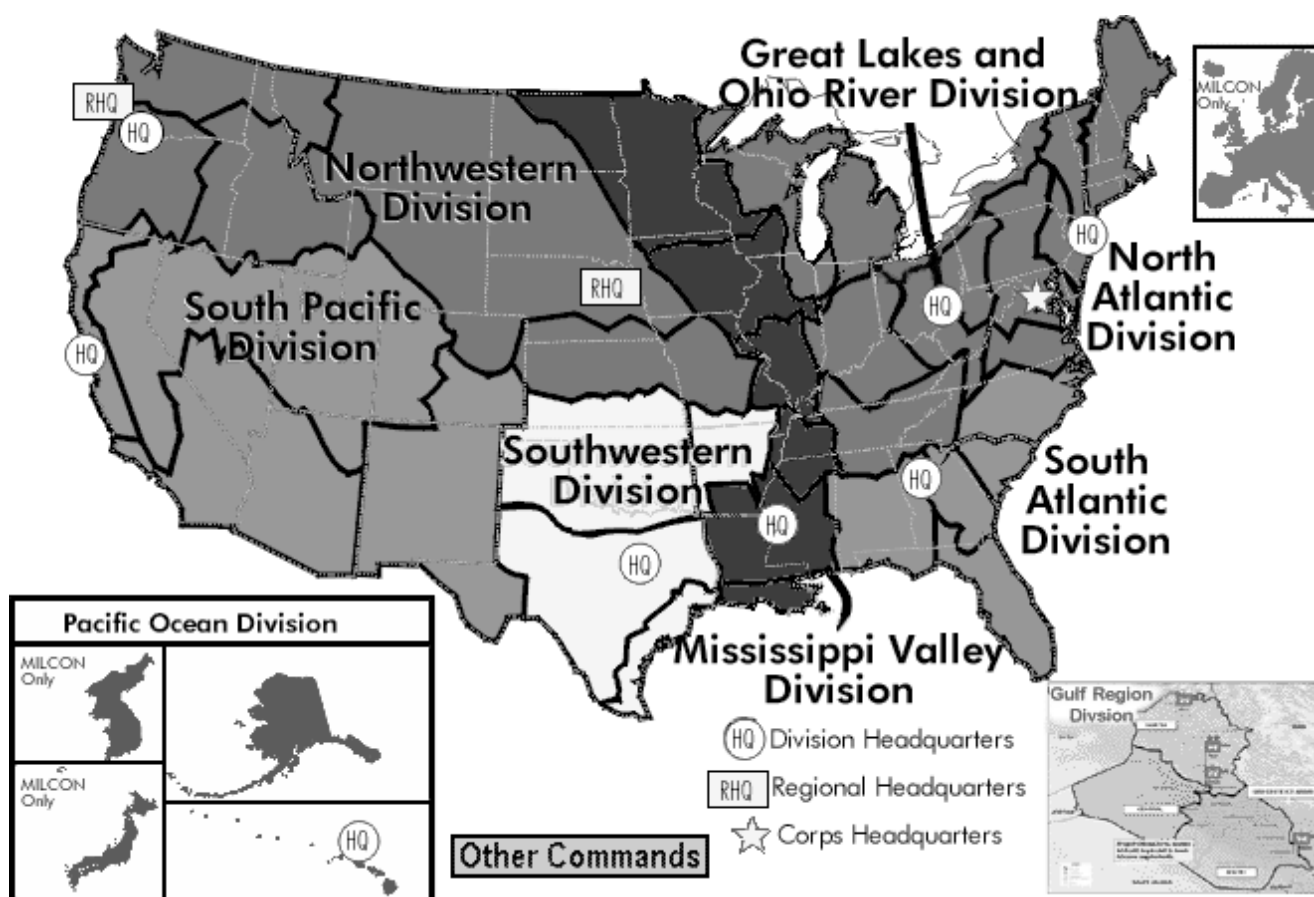 Great Lakes and
Ohio River Division
MILCON
Only
RHQ
HQ
Northwestern
Division
RHQ
HQ
HQ
North
Atlantic
Division
South Pacific
Division
HQ
Southwestern
Division
HQ
South
Atlantic
Division
HQ
HQ
Mississippi Valley
Division
Pacific Ocean Division
MILCON
Only
MILCON
Only
HQ
HQ Division Headquarters
RHQ Regional Headquarters
Corps Headquarters
Other Commands
Gulf Region
Divsion